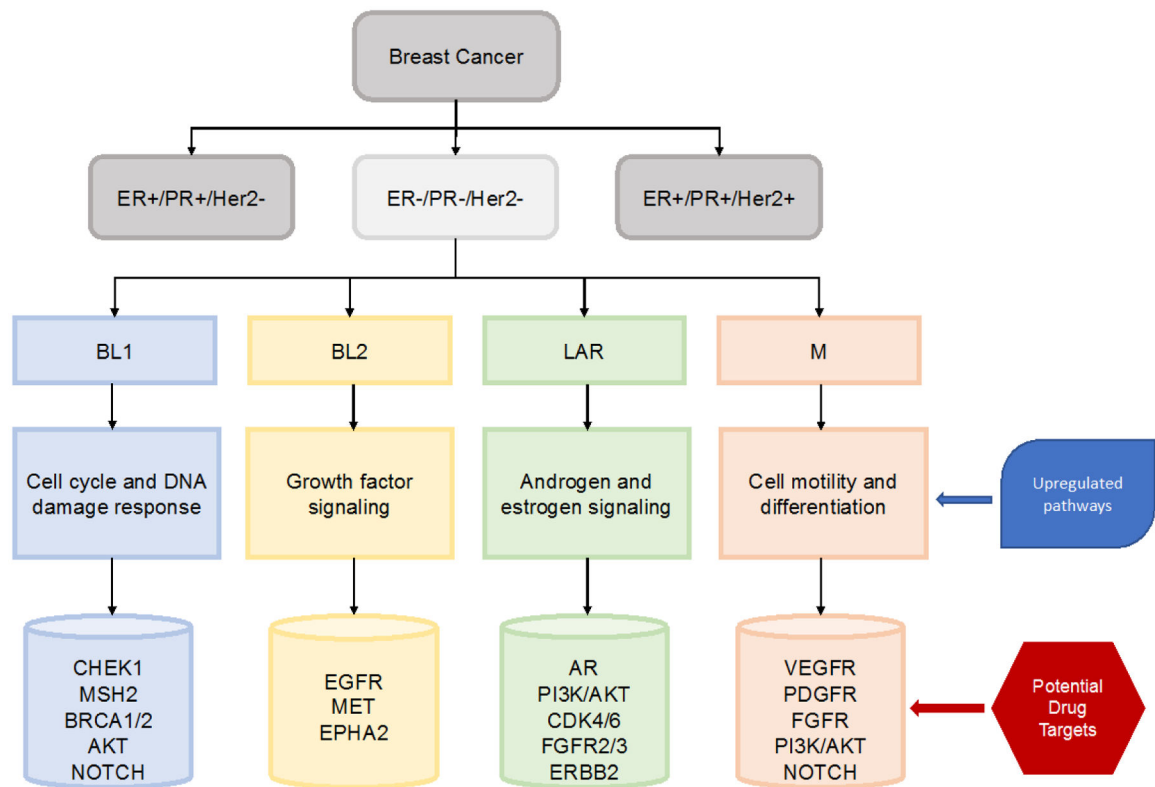 Breast Cancer
ER+/PR+/Her2-
ER-/PR-/Her2-
ER+/PR+/Her2+
BL1
BL2
LAR
M
Cell cycle and DNA
damage response
Growth factor
signaling
Androgen and
estrogen signaling
Cell motility and
differentiation
Upregulated
pathways
CHEK1
MSH2
BRCA1/2
AKT
NOTCH
EGFR
MET
EPHA2
AR
PI3K/AKT
CDK4/6
FGFR2/3
ERBB2
VEGFR
PDGFR
FGFR
PI3K/AKT
NOTCH
Potential
Drug
Targets